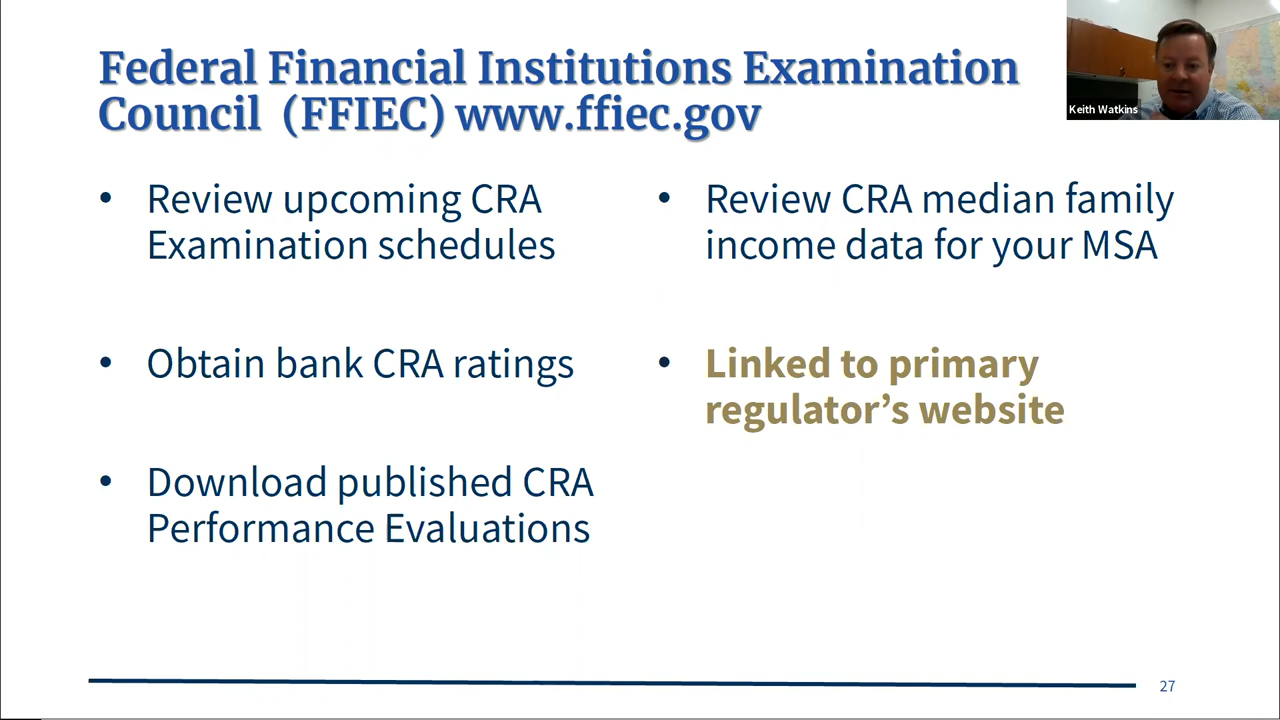 Federal Financial Institutions Examination
Council (FFIEC) www.ffiec.gov
Keith Watkins
• Review upcoming CRA
Examination schedules
• Obtain bank CRA ratings
• Download published CRA
Performance Evaluations
• Review CRA median family
income data for your MSA
• Linked to primary
regulator’s website
27